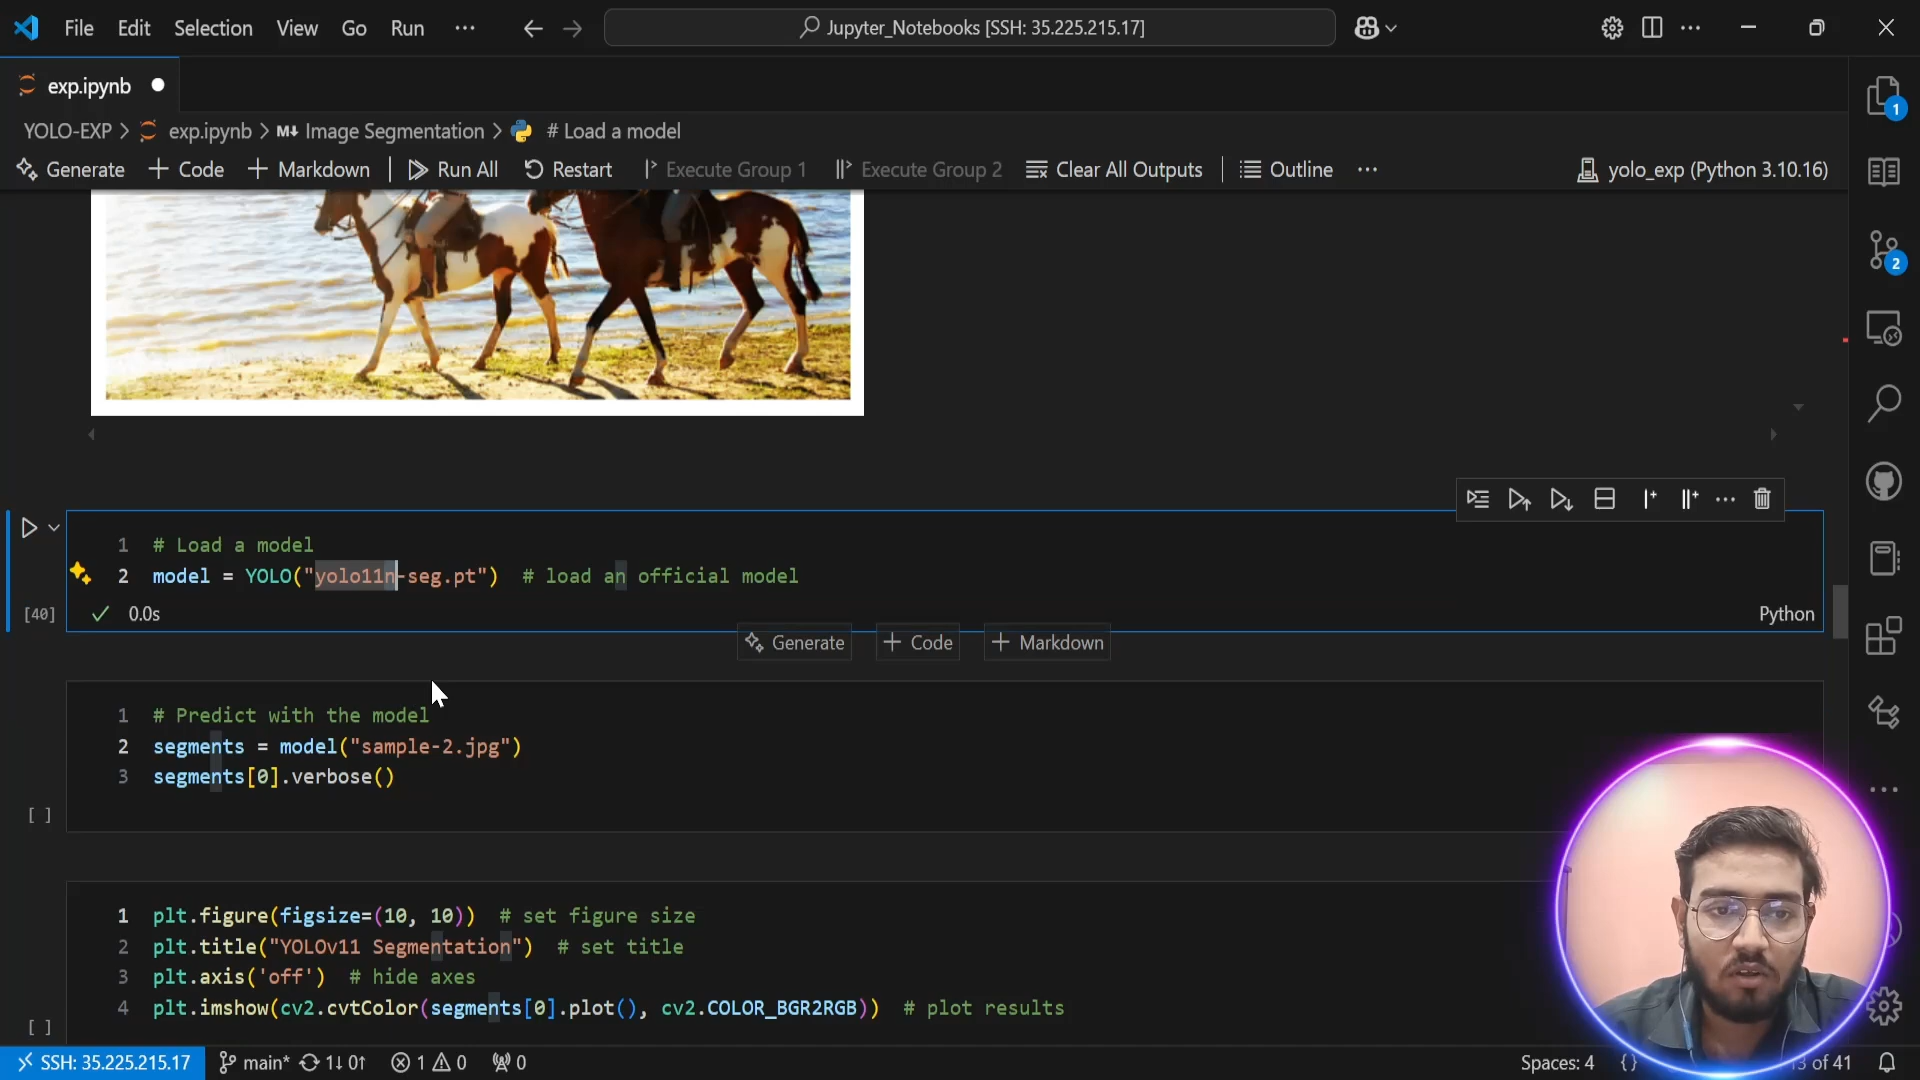 File Edit Selection View Go Run ··· Jupyter_Notebooks [SSH: 35.225.215.17]
exp.ipynb
YOLO-EXP > exp.ipynb > M↓ Image Segmentation > # Load a model
Generate + Code + Markdown | Run All Restart Execute Group 1 Execute Group 2 Clear All Outputs | Outline ··· yolo_exp (Python 3.10.16)
1
2
1 # Load a model
2 model = YOLO("yolo11n-seg.pt") # load an official model
[40] ✓ 0.0s Python
Generate + Code + Markdown
1 # Predict with the model
2 segments = model("sample-2.jpg")
3 segments[0].verbose()
[ ]
1 plt.figure(figsize=(10, 10)) # set figure size
2 plt.title("YOLOv11 Segmentation") # set title
3 plt.axis('off') # hide axes
4 plt.imshow(cv2.cvtColor(segments[0].plot(), cv2.COLOR_BGR2RGB)) # plot results
[ ]
SSH: 35.225.215.17 main* 1↓ 0↑ 1 0 0 Spaces: 4 {} of 41